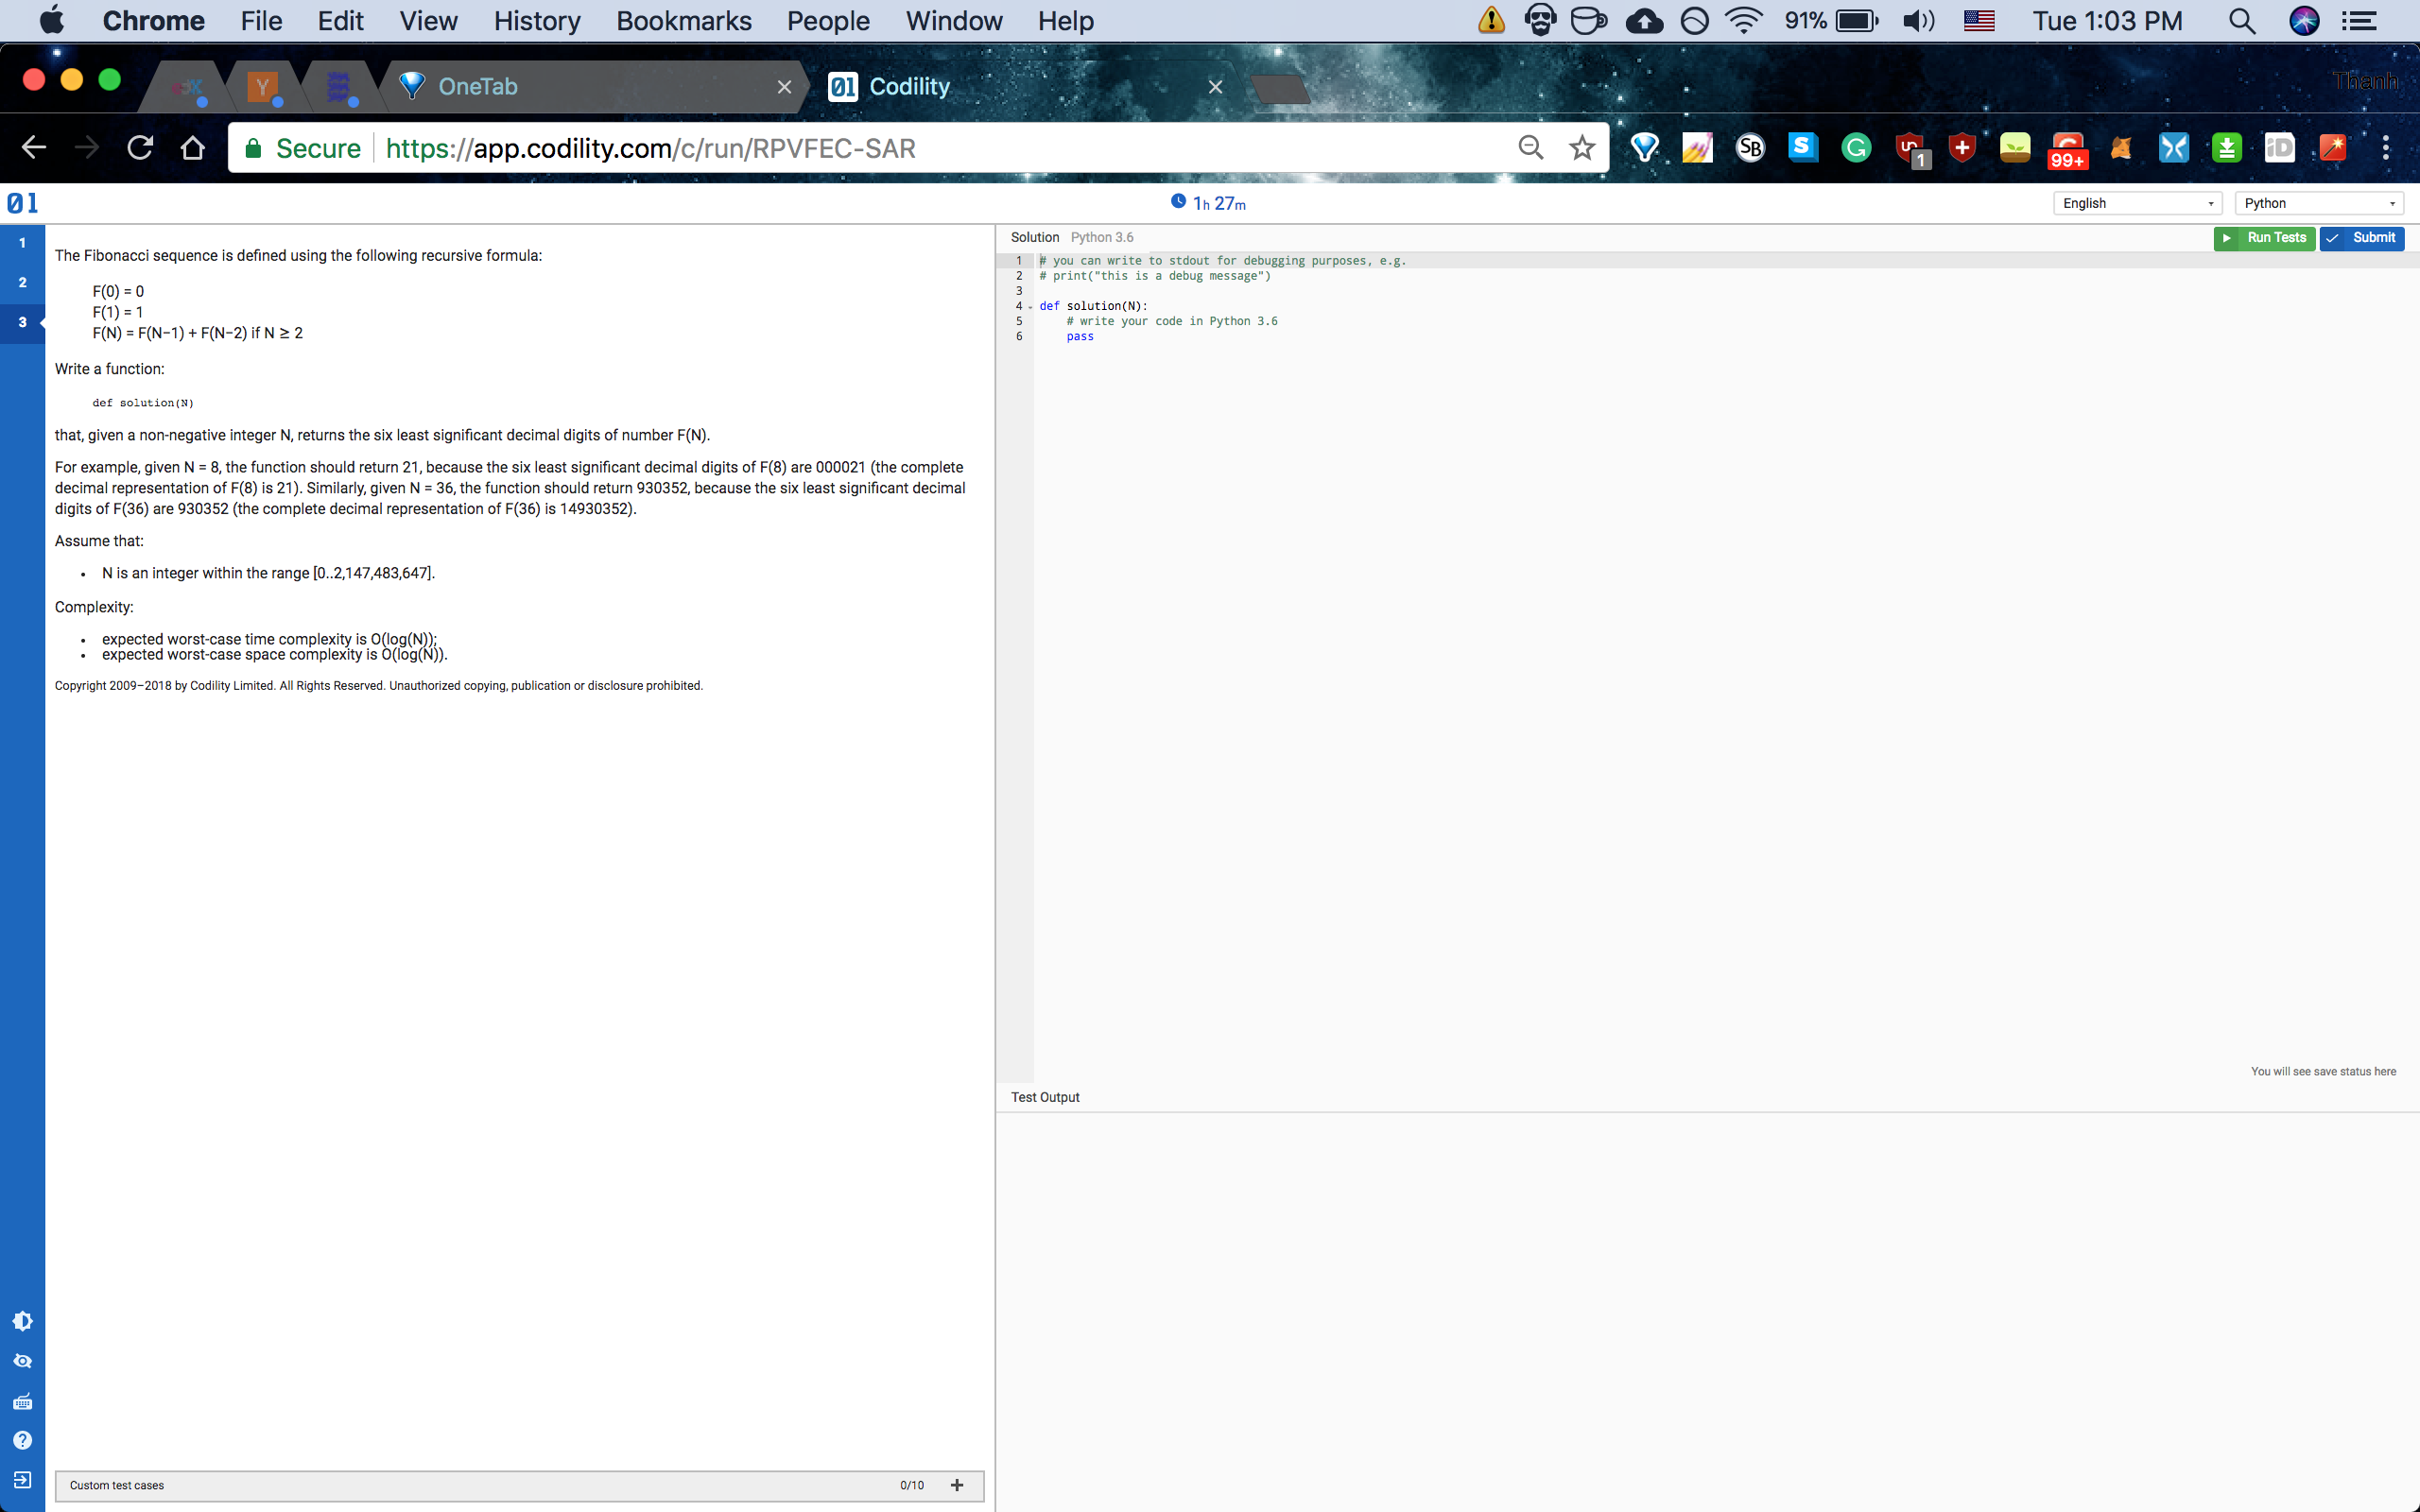 Chrome File Edit View History Bookmarks People Window Help 91% Tue 1:03 PM
Y OneTab 01 Codility Thanh
Secure https://app.codility.com/c/run/RPVFEC-SAR SB S G 1 99+ iD
01 1h 27m English Python
1
2
3
The Fibonacci sequence is defined using the following recursive formula:
F(0) = 0
F(1) = 1
F(N) = F(N−1) + F(N−2) if N ≥ 2
Write a function:
def solution(N)
that, given a non-negative integer N, returns the six least significant decimal digits of number F(N).
For example, given N = 8, the function should return 21, because the six least significant decimal digits of F(8) are 000021 (the complete
decimal representation of F(8) is 21). Similarly, given N = 36, the function should return 930352, because the six least significant decimal
digits of F(36) are 930352 (the complete decimal representation of F(36) is 14930352).
Assume that:
• N is an integer within the range [0..2,147,483,647].
Complexity:
• expected worst-case time complexity is O(log(N));
• expected worst-case space complexity is O(log(N)).
Copyright 2009–2018 by Codility Limited. All Rights Reserved. Unauthorized copying, publication or disclosure prohibited.
Custom test cases 0/10 +
Solution Python 3.6 Run Tests Submit
1 # you can write to stdout for debugging purposes, e.g.
2 # print("this is a debug message")
3
4 def solution(N):
5 # write your code in Python 3.6
6 pass
You will see save status here
Test Output